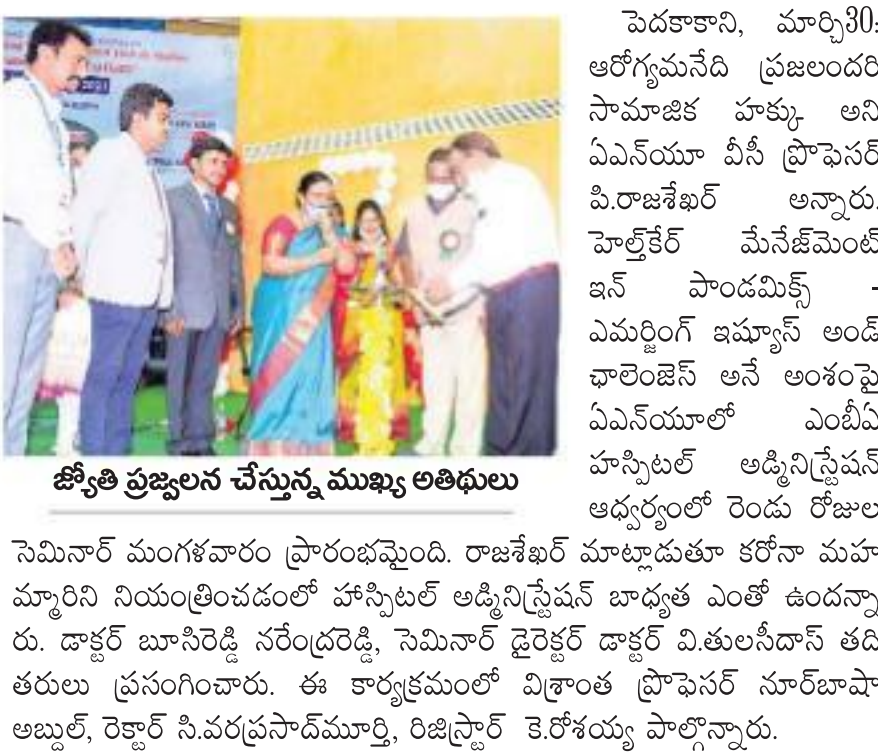 జ్యోతి ప్రజ్వలన చేస్తున్న ముఖ్య అతిథులు
పెదకాకాని, మార్చి30:
ఆరోగ్యమనేది ప్రజలందరి
సామాజిక హక్కు అని
ఏఎన్‌యూ వీసీ ప్రొఫెసర్
పి.రాజశేఖర్ అన్నారు.
హెల్త్‌కేర్ మేనేజ్‌మెంట్
ఇన్ పాండమిక్స్ -
ఎమర్జింగ్ ఇష్యూస్ అండ్
ఛాలెంజెస్ అనే అంశంపై
ఏఎన్‌యూలో ఎంబీఏ
హస్పిటల్ అడ్మినిస్ట్రేషన్
ఆధ్వర్యంలో రెండు రోజుల
సెమినార్ మంగళవారం ప్రారంభమైంది. రాజశేఖర్ మాట్లాడుతూ కరోనా మహ
మ్మారిని నియంత్రించడంలో హాస్పిటల్ అడ్మినిస్ట్రేషన్ బాధ్యత ఎంతో ఉందన్నా
రు. డాక్టర్ బూసిరెడ్డి నరేంద్రరెడ్డి, సెమినార్ డైరెక్టర్ డాక్టర్ వి.తులసీదాస్ తది
తరులు ప్రసంగించారు. ఈ కార్యక్రమంలో విశ్రాంత ప్రొఫెసర్ నూర్‌బాషా
అబ్దుల్, రెక్టార్ సి.వరప్రసాద్‌మూర్తి, రిజిస్ట్రార్ కె.రోశయ్య పాల్గొన్నారు.